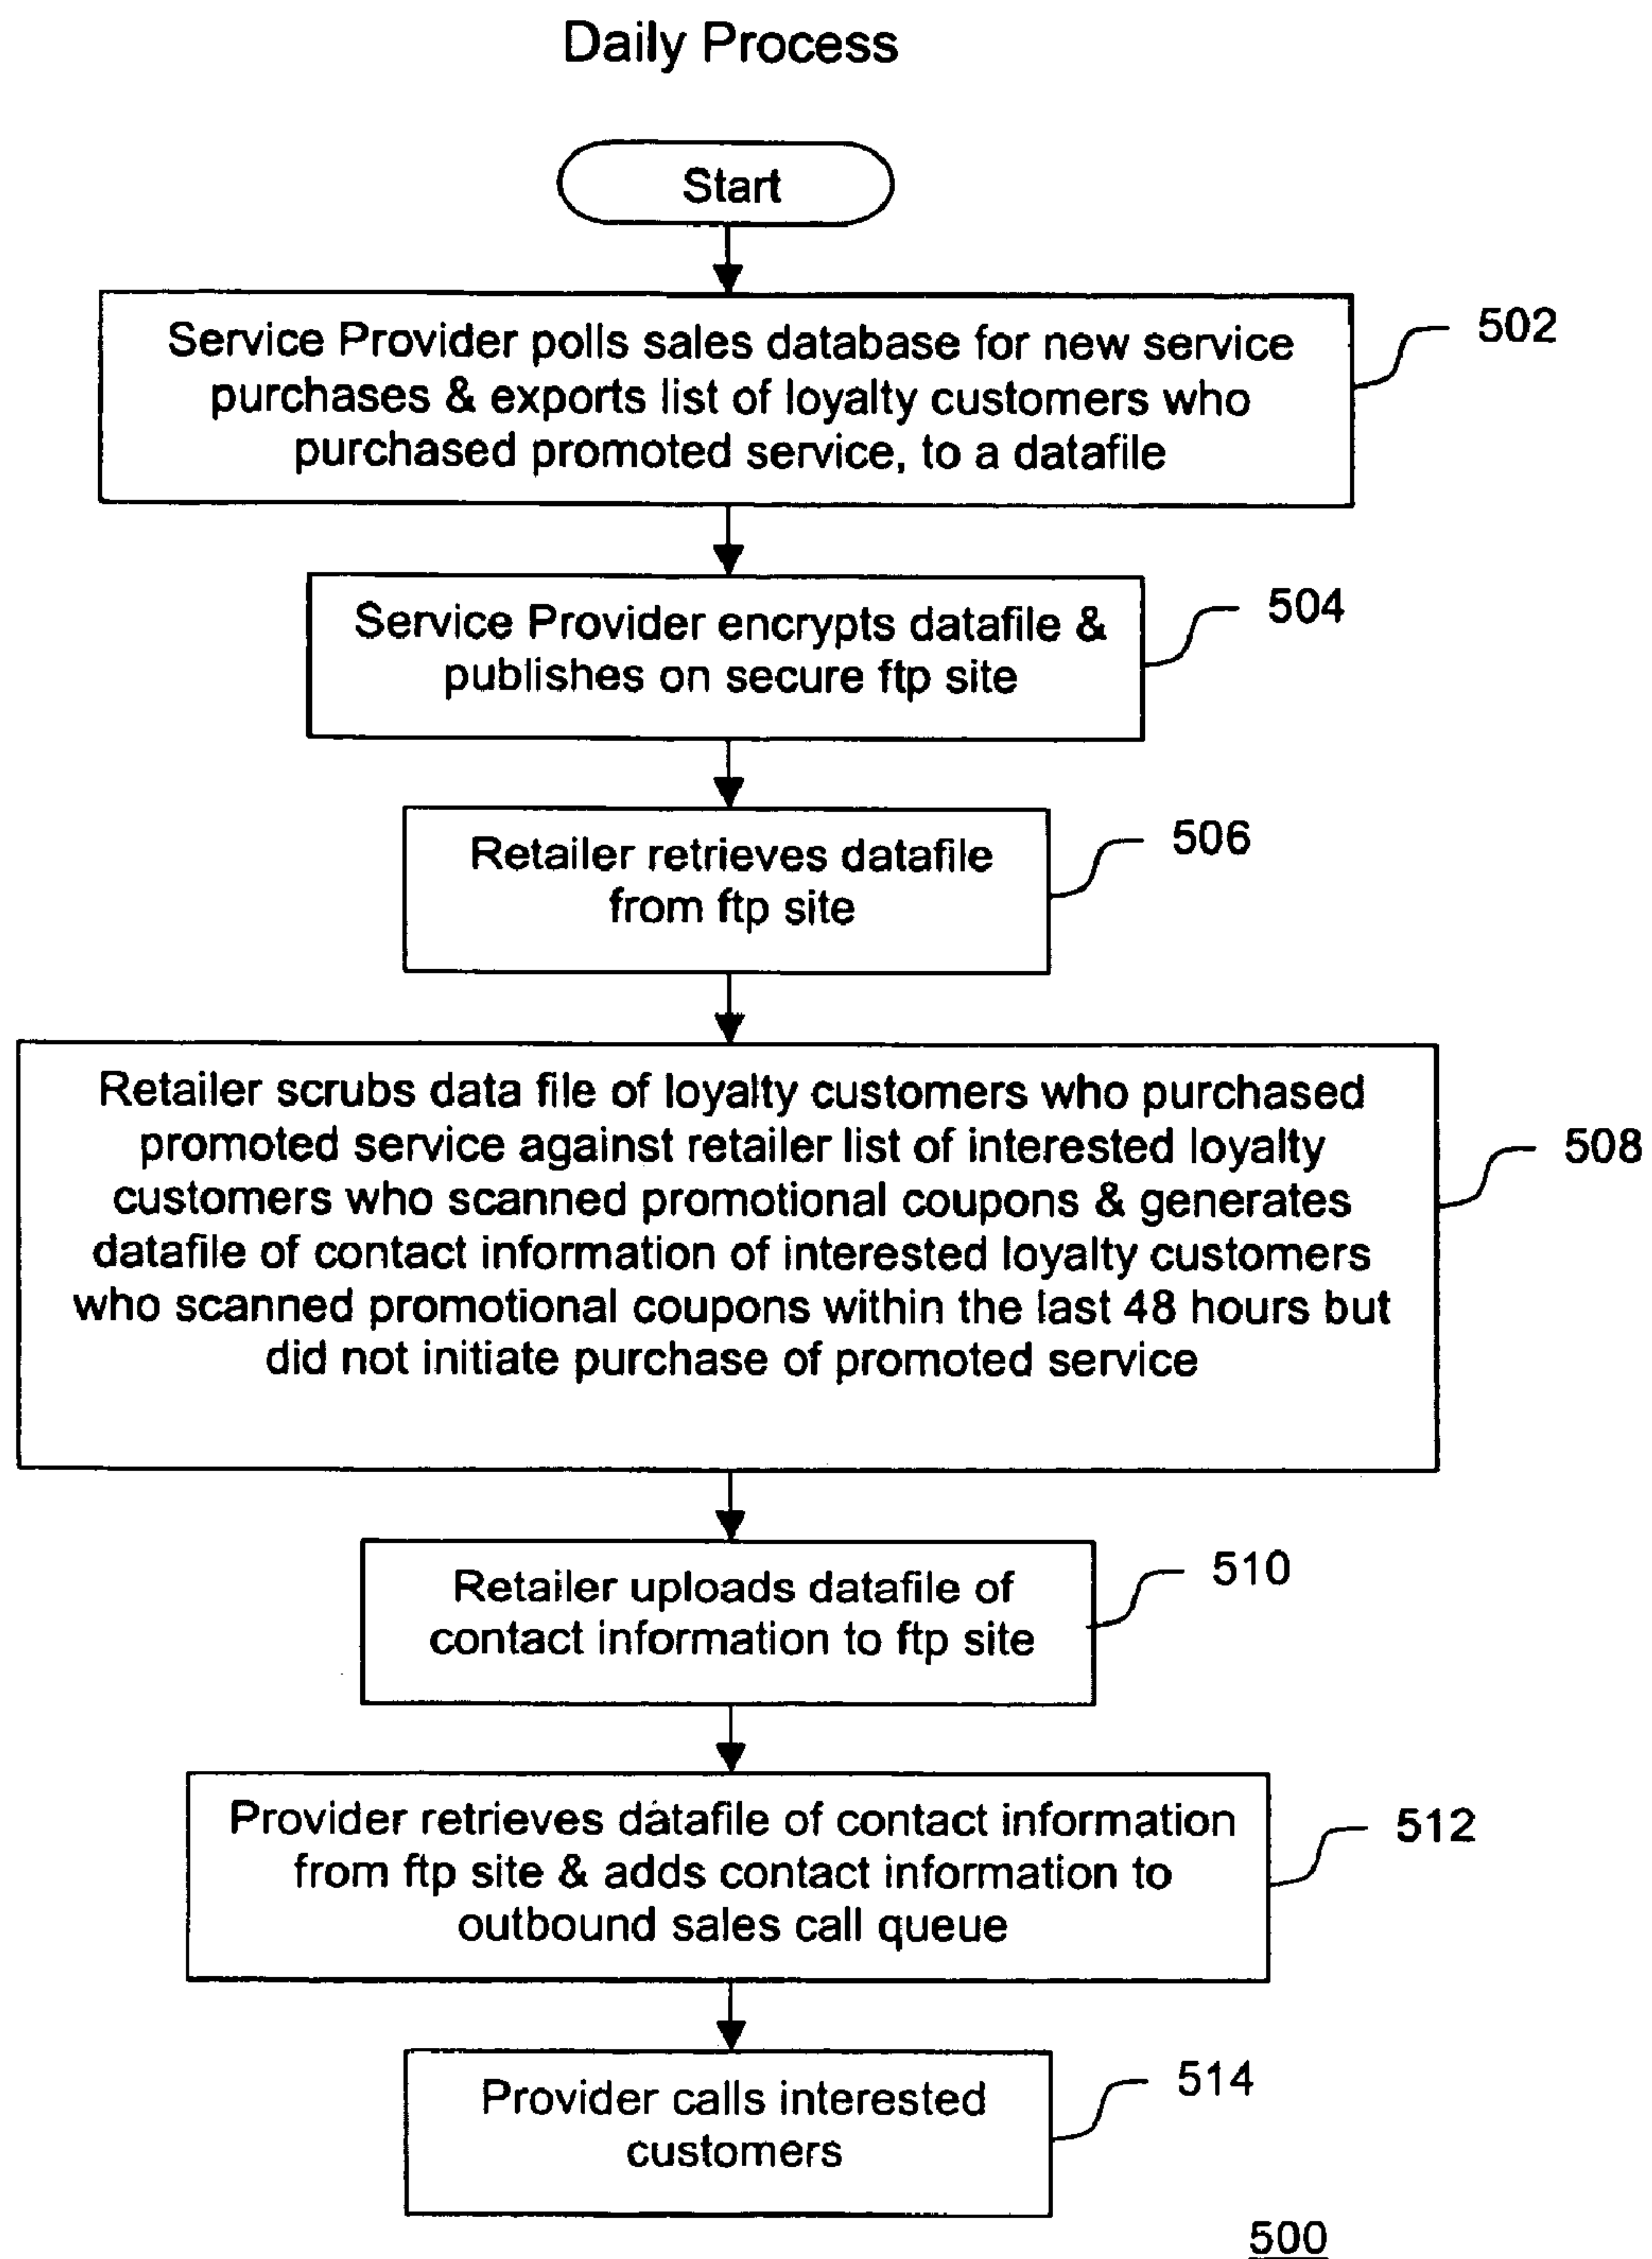 Daily Process
Start
Service Provider polls sales database for new service
purchases & exports list of loyalty customers who
purchased promoted service, to a datafile
502
Service Provider encrypts datafile &
publishes on secure ftp site
504
Retailer retrieves datafile
from ftp site
506
Retailer scrubs data file of loyalty customers who purchased
promoted service against retailer list of interested loyalty
customers who scanned promotional coupons & generates
datafile of contact information of interested loyalty customers
who scanned promotional coupons within the last 48 hours but
did not initiate purchase of promoted service
508
Retailer uploads datafile of
contact information to ftp site
510
Provider retrieves datafile of contact information
from ftp site & adds contact information to
outbound sales call queue
512
Provider calls interested
customers
514
500